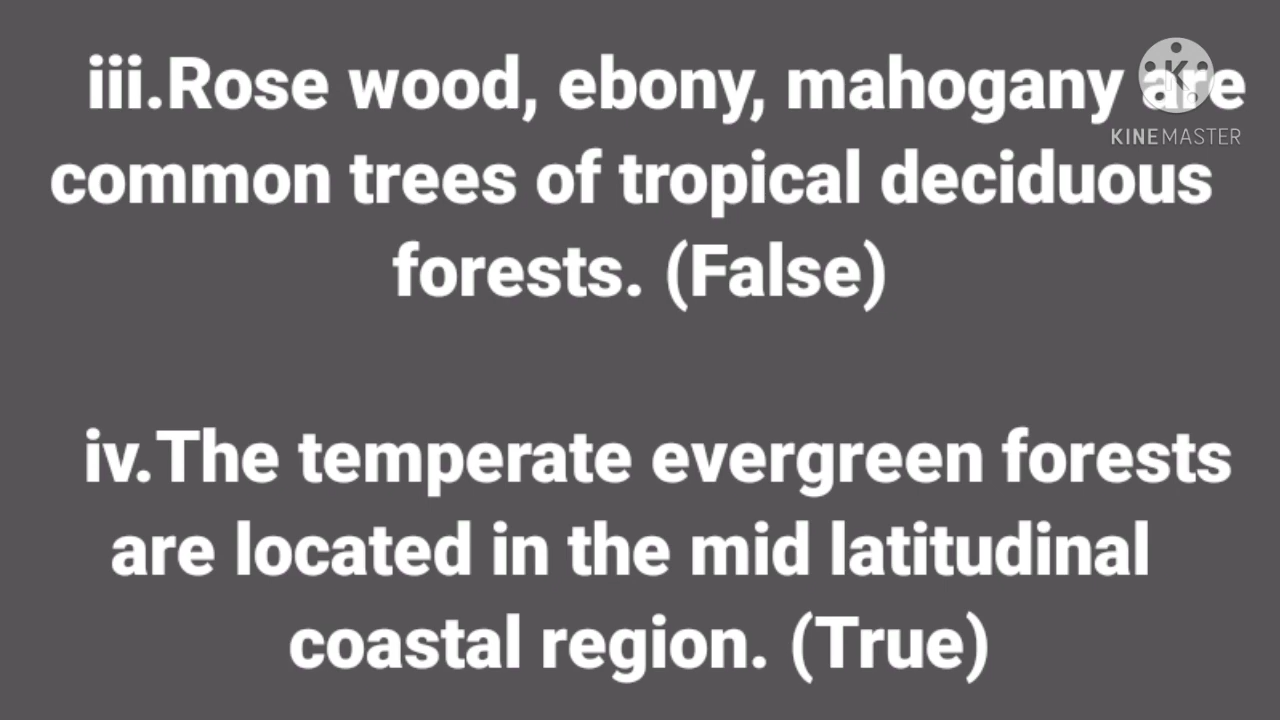 iii.Rose wood, ebony, mahogany are
KINEMASTER
common trees of tropical deciduous
forests. (False)
iv.The temperate evergreen forests
are located in the mid latitudinal
coastal region. (True)